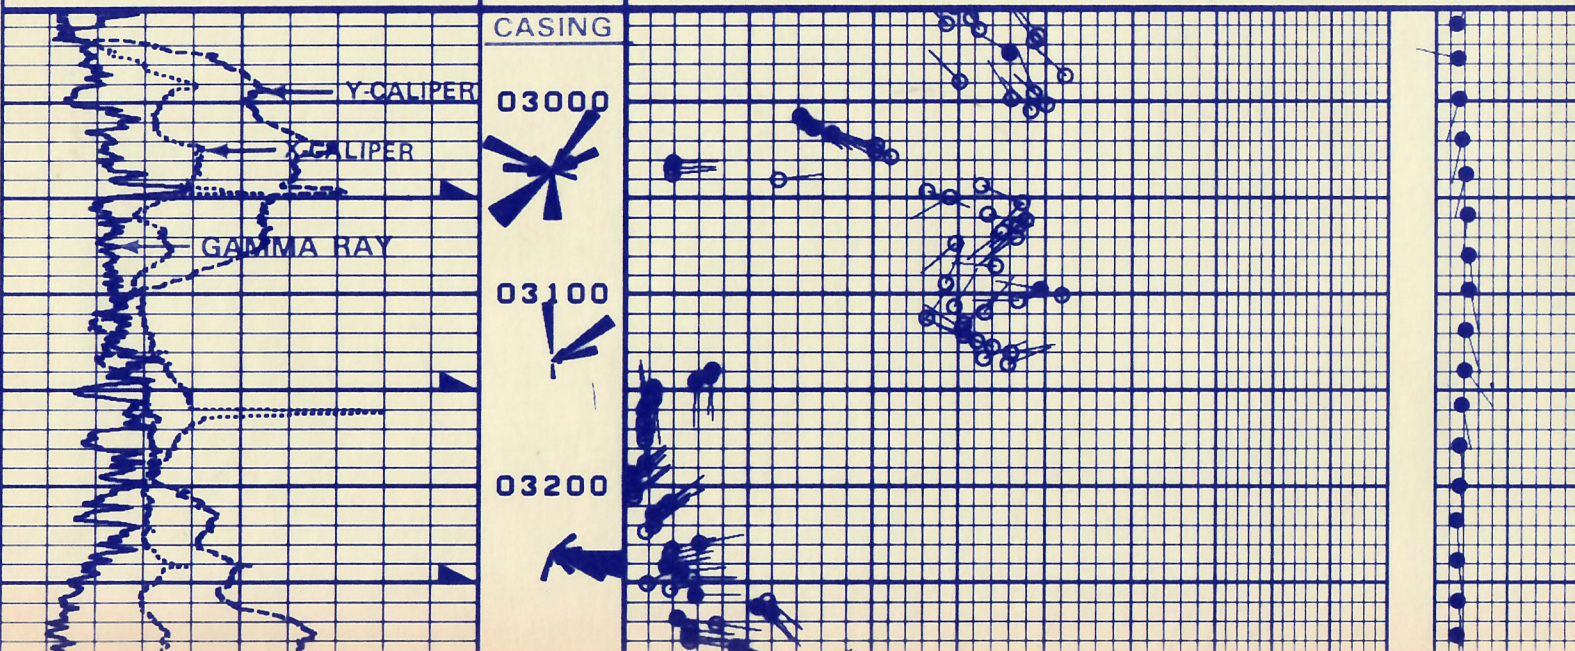 CASING
Y-CALIPER
03000
X-CALIPER
GAMMA RAY
03100
03200